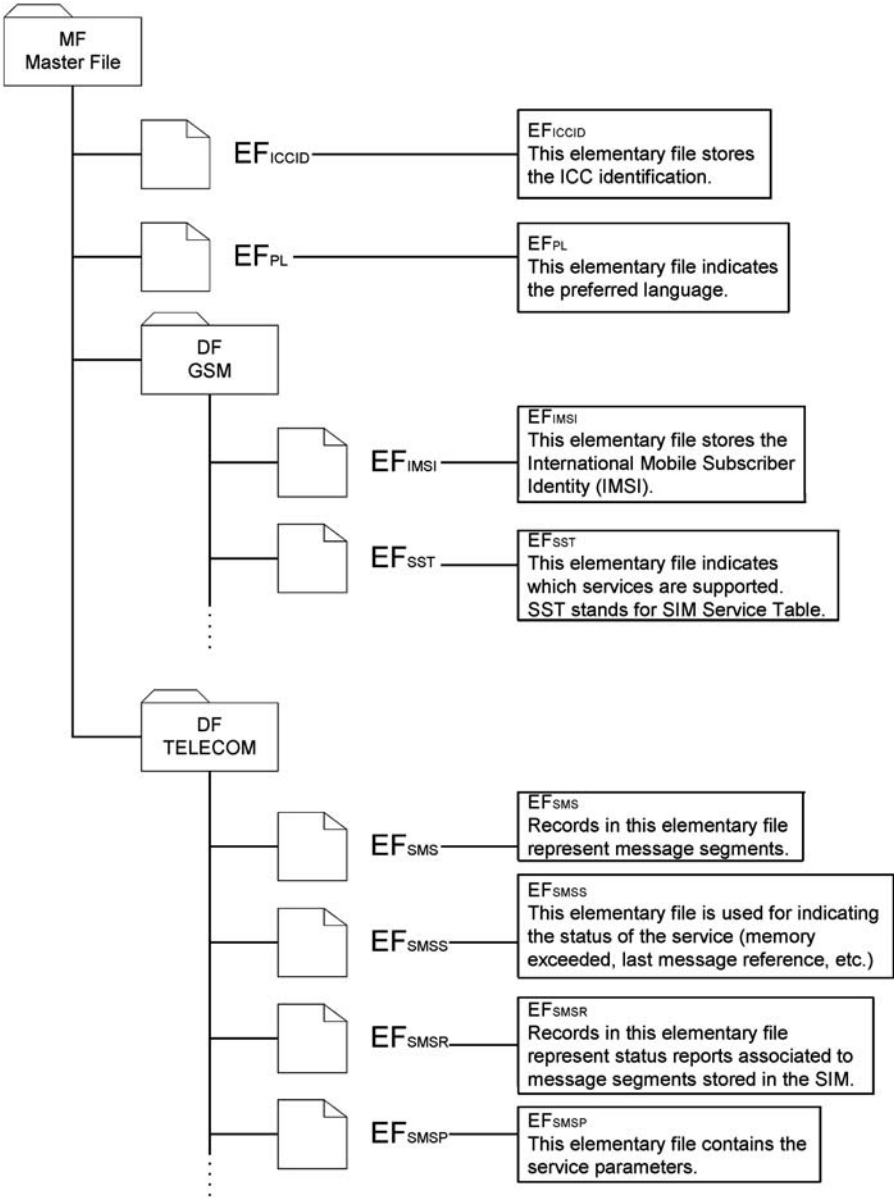 MF
Master File
EFICCID
EFICCID
This elementary file stores
the ICC identification.
EFPL
EFPL
This elementary file indicates
the preferred language.
DF
GSM
EFIMSI
EFIMSI
This elementary file stores the
International Mobile Subscriber
Identity (IMSI).
EFSST
EFSST
This elementary file indicates
which services are supported.
SST stands for SIM Service Table.
DF
TELECOM
EFSMS
EFSMS
Records in this elementary file
represent message segments.
EFSMSS
EFSMSS
This elementary file is used for indicating
the status of the service (memory
exceeded, last message reference, etc.)
EFSMSR
EFSMSR
Records in this elementary file
represent status reports associated to
message segments stored in the SIM.
EFSMSP
EFSMSP
This elementary file contains the
service parameters.